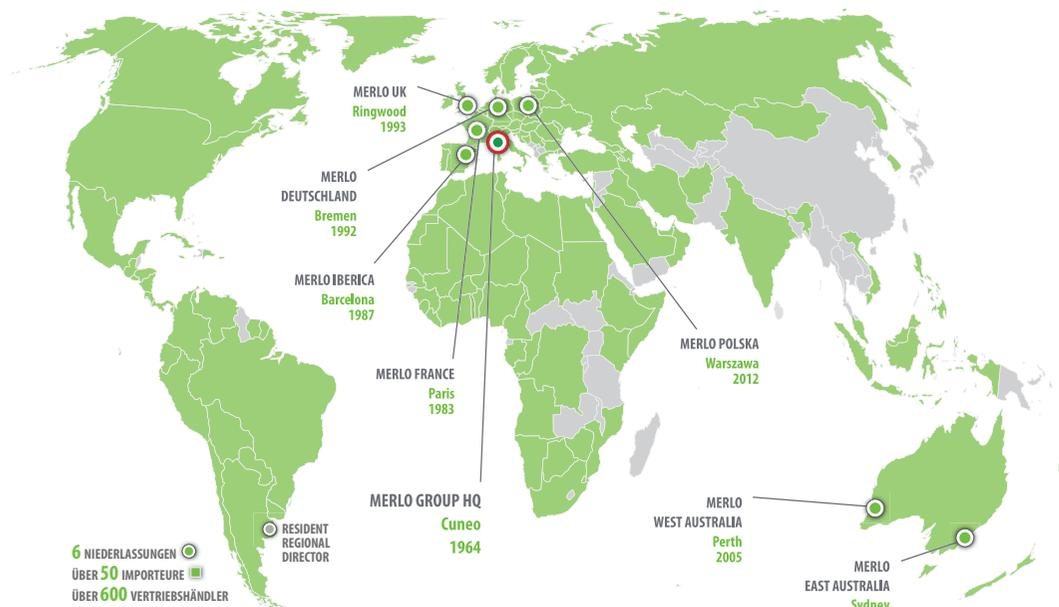 MERLO UK
Ringwood
1993
MERLO
DEUTSCHLAND
Bremen
1992
MERLO IBERICA
Barcelona
1987
MERLO FRANCE
Paris
1983
MERLO POLSKA
Warszawa
2012
MERLO GROUP HQ
Cuneo
1964
MERLO
WEST AUSTRALIA
Perth
2005
MERLO
EAST AUSTRALIA
Sydney
RESIDENT
REGIONAL
DIRECTOR
6 NIEDERLASSUNGEN
ÜBER 50 IMPORTEURE
ÜBER 600 VERTRIEBSHÄNDLER